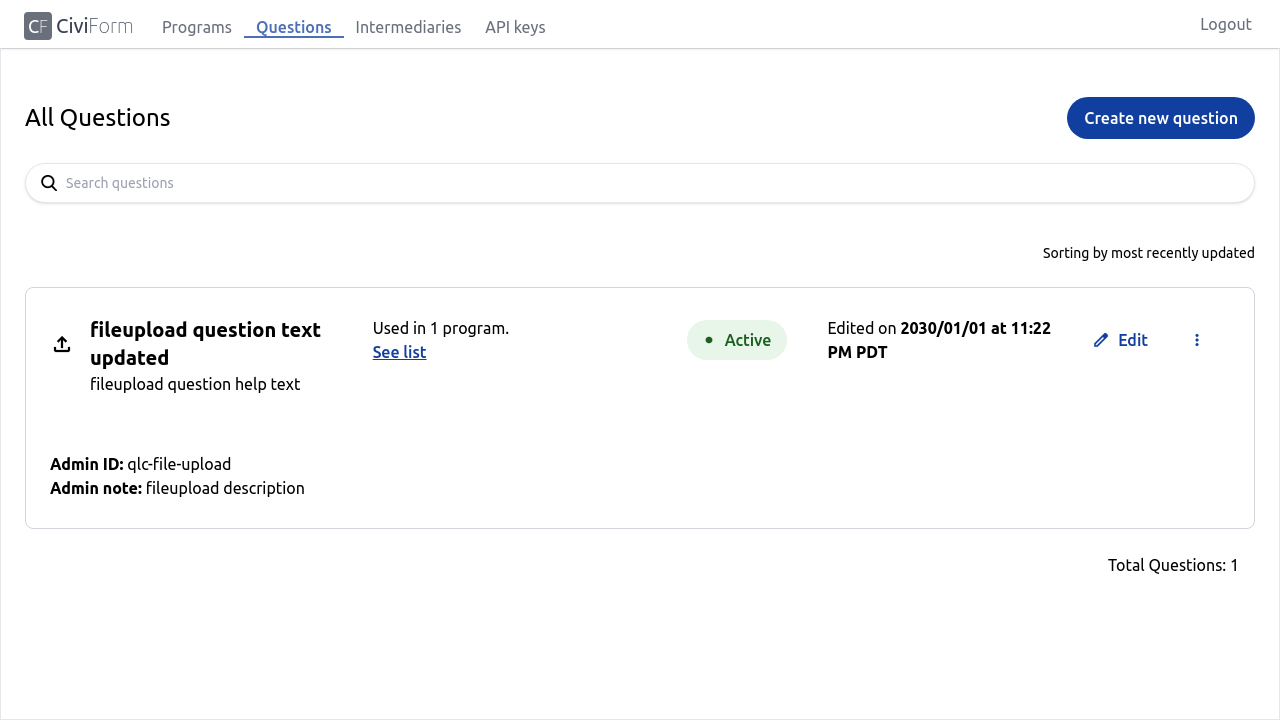 CF CiviForm Programs Questions Intermediaries API keys Logout
All Questions
Create new question
Search questions
Sorting by most recently updated
fileupload question text
updated
fileupload question help text
Used in 1 program.
See list
Active
Edited on 2030/01/01 at 11:22
PM PDT
Edit
Admin ID: qlc-file-upload
Admin note: fileupload description
Total Questions: 1